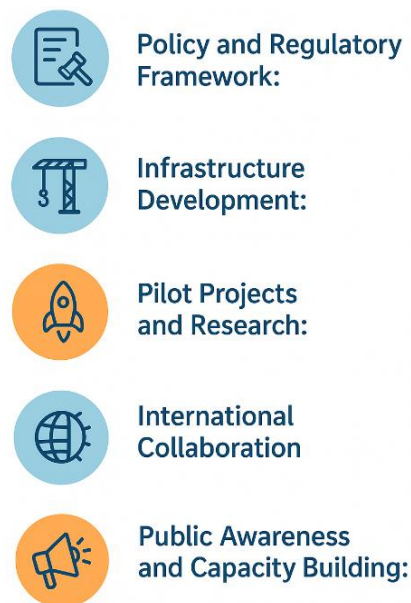 Policy and Regulatory
Framework:
Infrastructure
Development:
Pilot Projects
and Research:
International
Collaboration
Public Awareness
and Capacity Building: